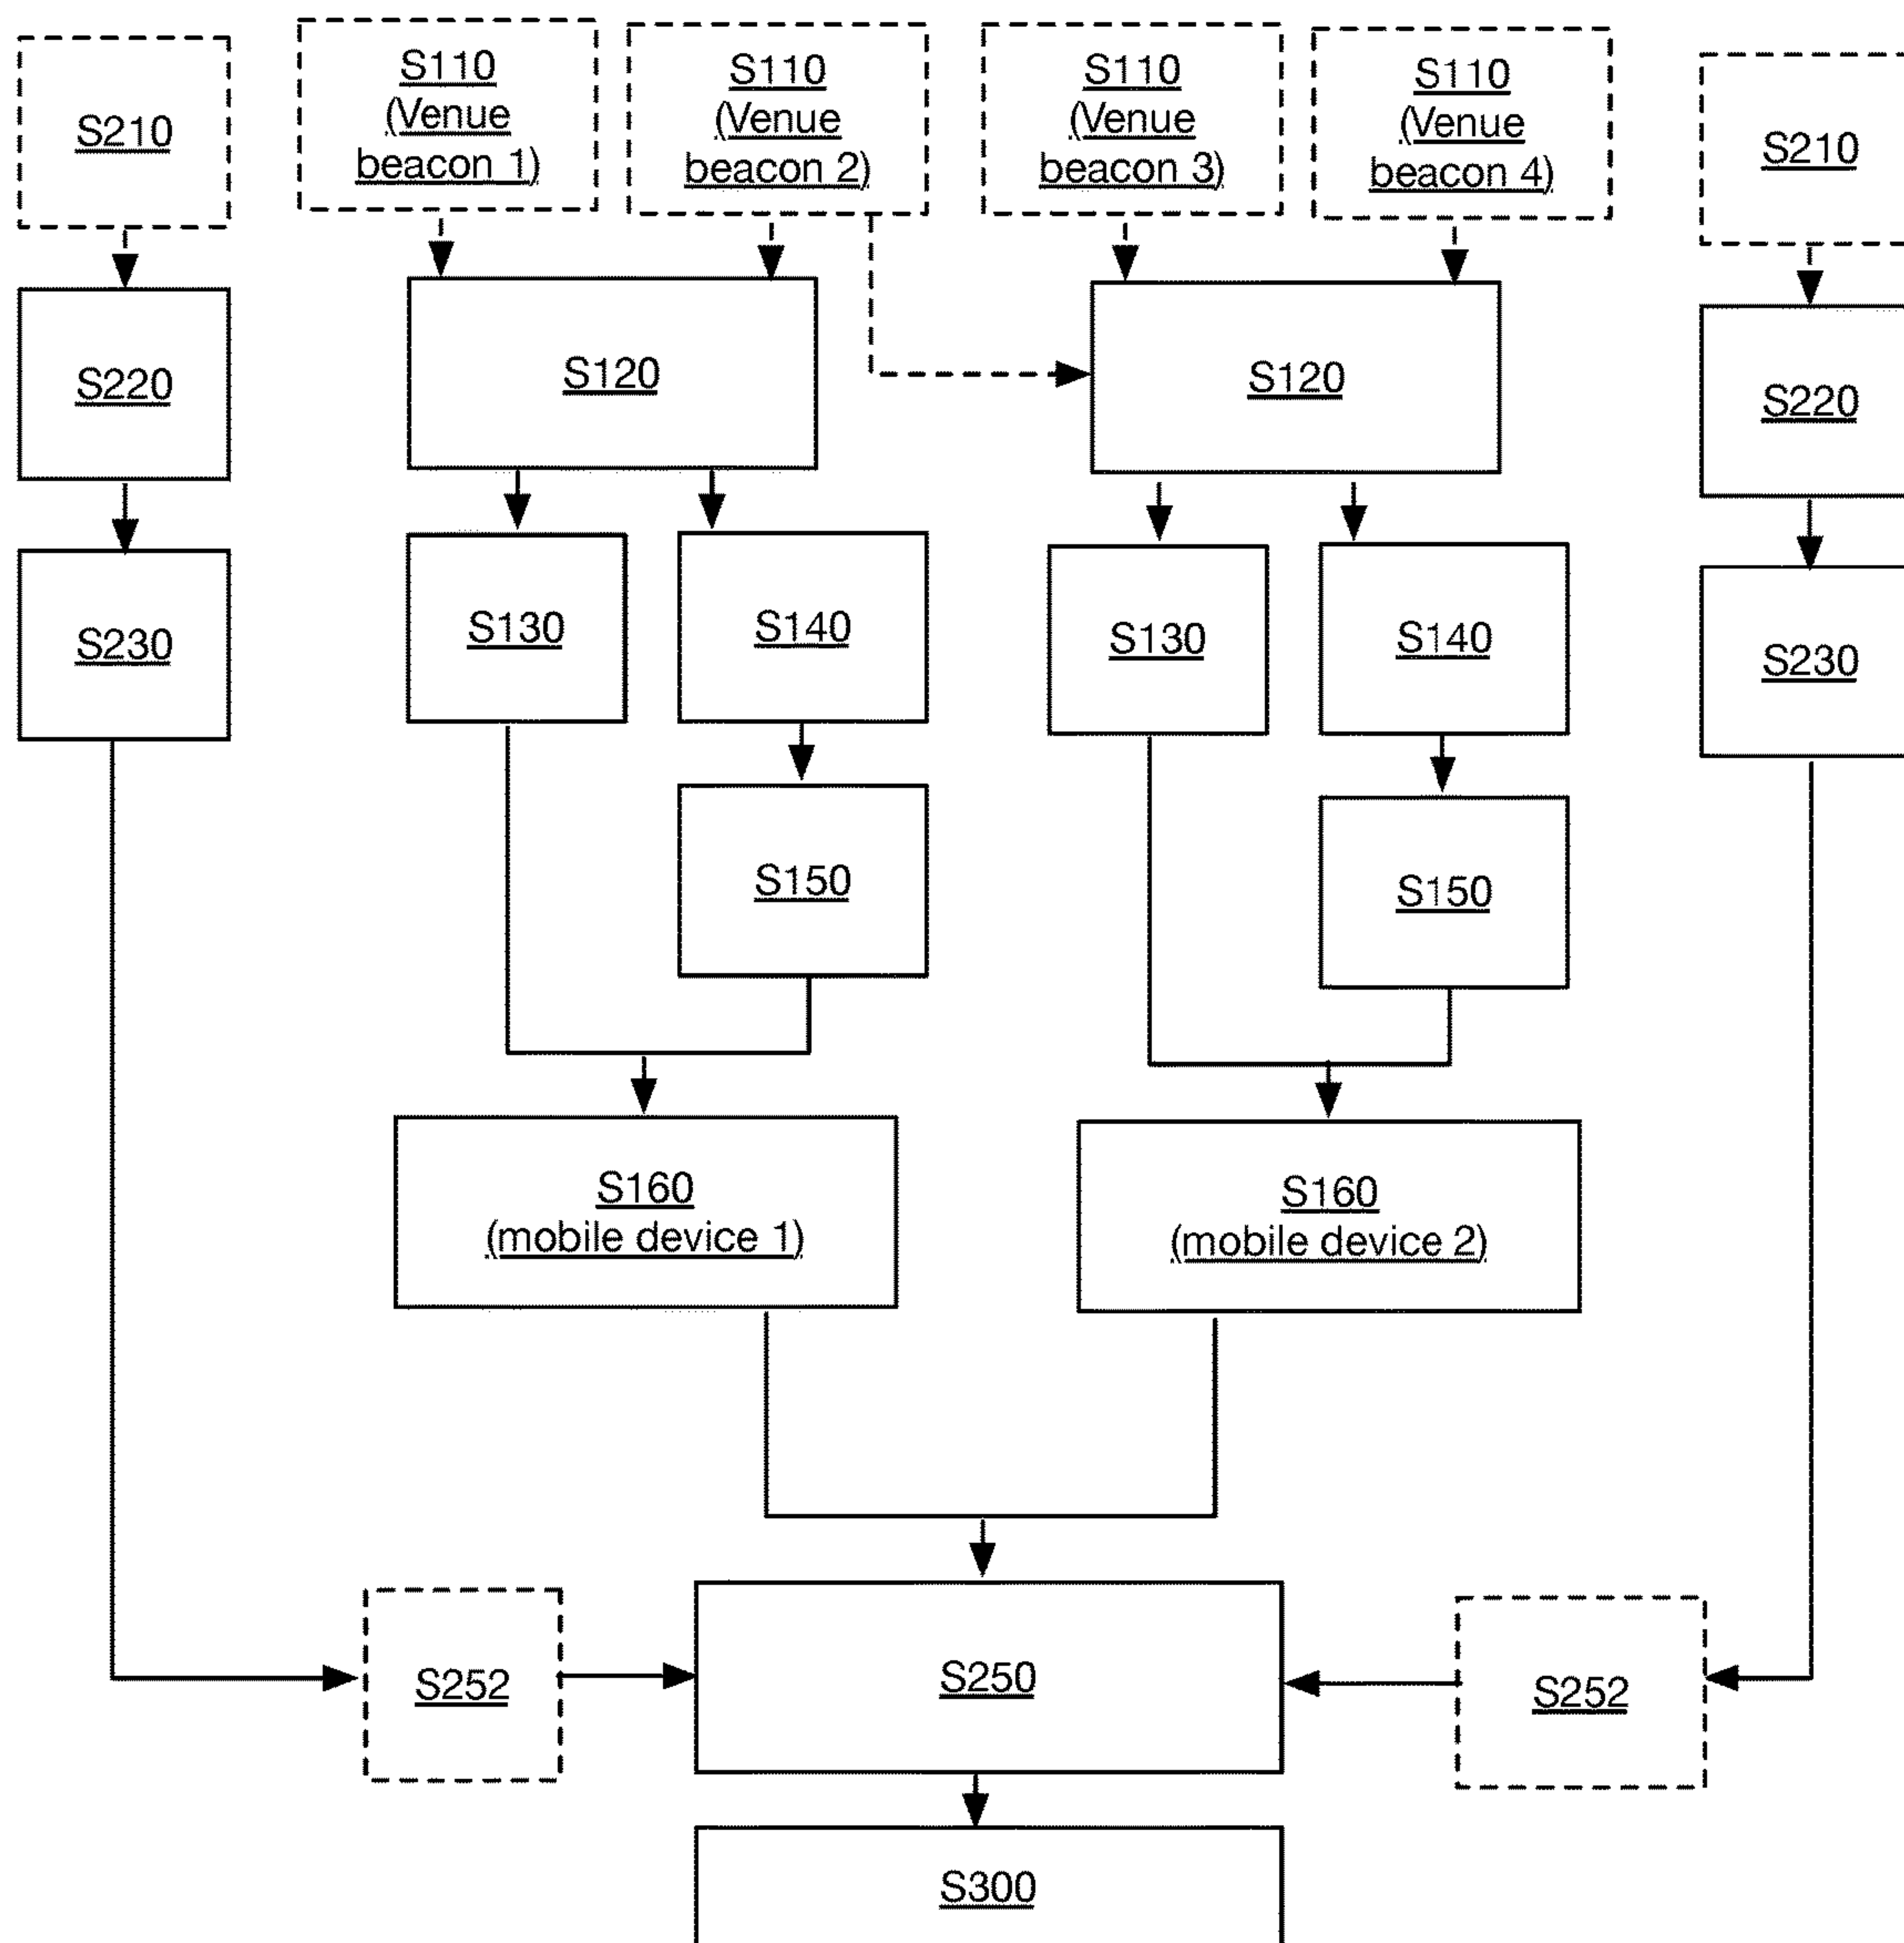 S210
S110
(Venue
beacon 1)
S110
(Venue
beacon 2)
S110
(Venue
beacon 3)
S110
(Venue
beacon 4)
S210
S220
S120
S120
S220
S230
S130
S140
S130
S140
S230
S150
S150
S160
(mobile device 1)
S160
(mobile device 2)
S252
S250
S252
S300